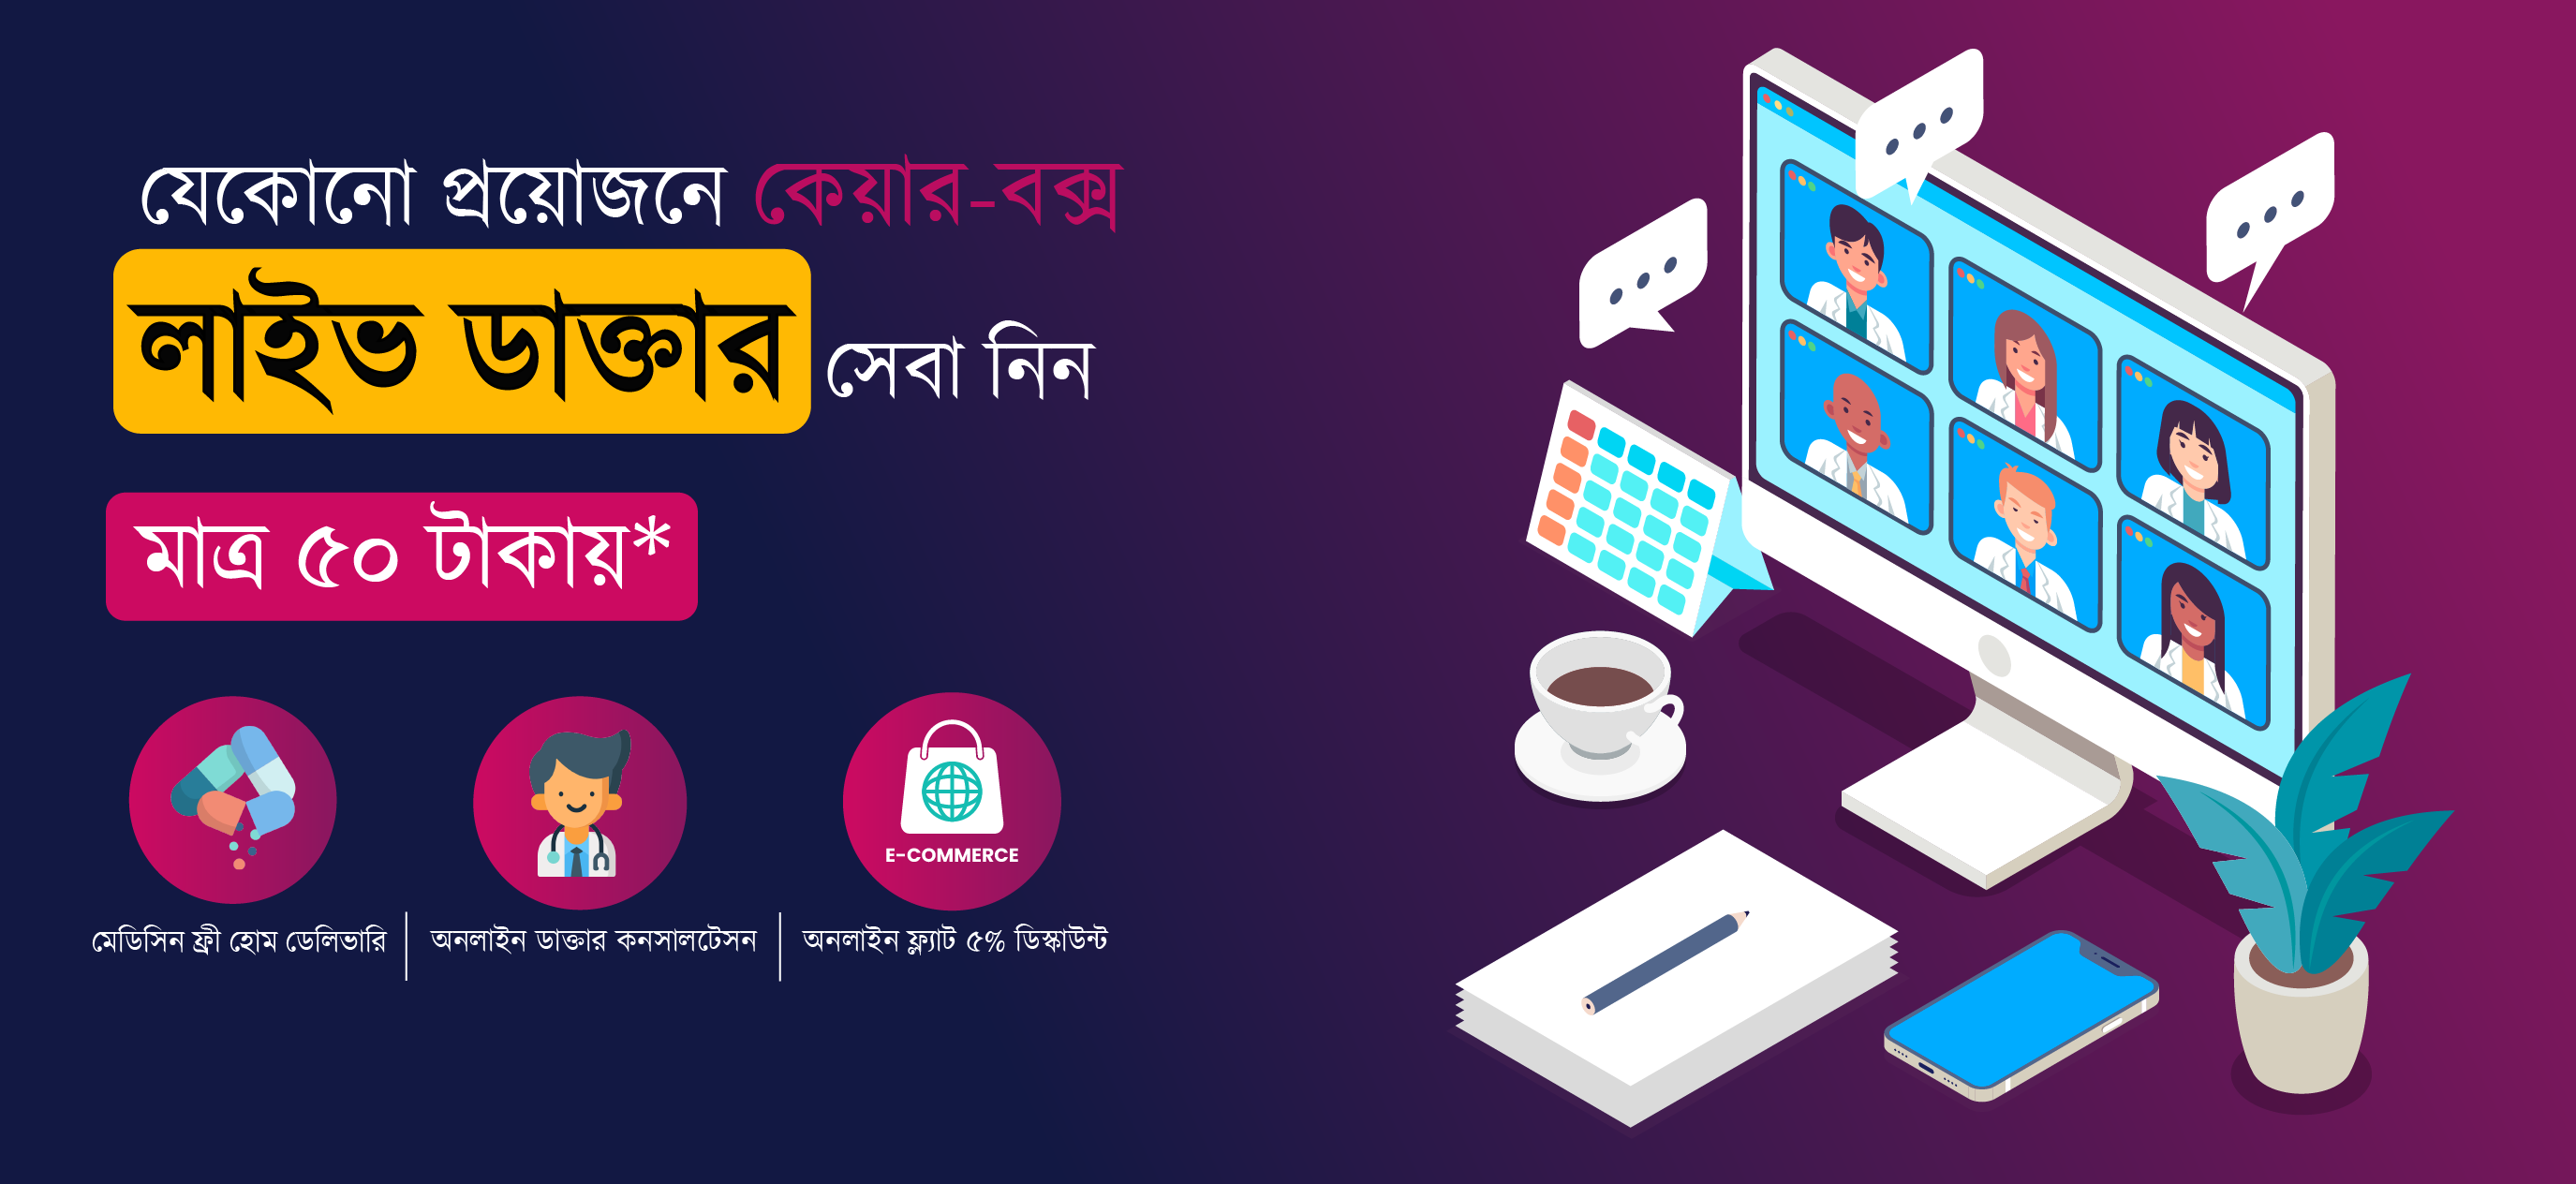 যেকোনো প্রয়োজনে কেয়ার-বক্স
লাইভ ডাক্তার সেবা নিন
মাত্র ৫০ টাকায়*
E-COMMERCE
মেডিসিন ফ্রী হোম ডেলিভারি
অনলাইন ডাক্তার কনসালটেসন
অনলাইন ফ্ল্যাট ৫% ডিস্কাউন্ট